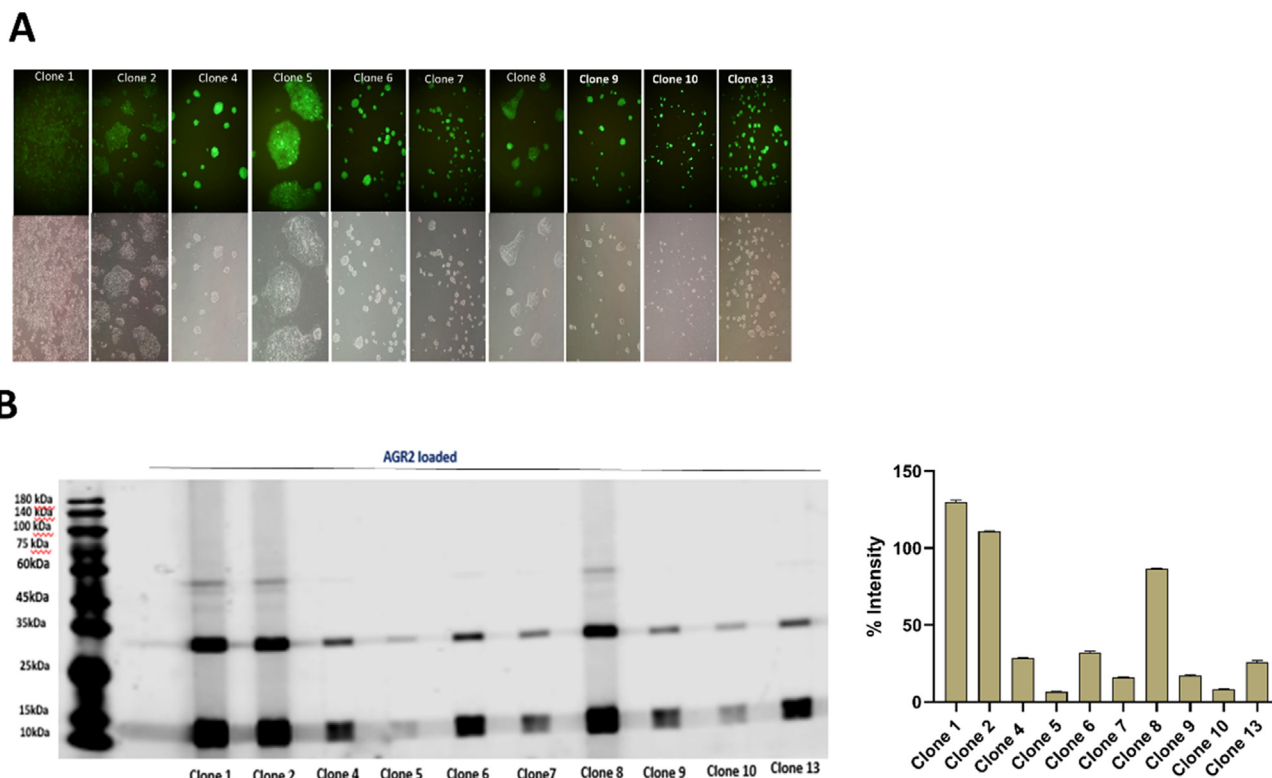 A
Clone 1 Clone 2 Clone 4 Clone 5 Clone 6 Clone 7 Clone 8 Clone 9 Clone 10 Clone 13
B
AGR2 loaded
180 kDa
140 kDa
100 kDa
75 kDa
60kDa
45kDa
35kDa
25kDa
15kDa
10kDa
Clone 1 Clone 2 Clone 4 Clone 5 Clone 6 Clone7 Clone 8 Clone 9 Clone 10 Clone 13
% Intensity
150
100
50
0
Clone 1 Clone 2 Clone 4 Clone 5 Clone 6 Clone 7 Clone 8 Clone 9 Clone 10 Clone 13